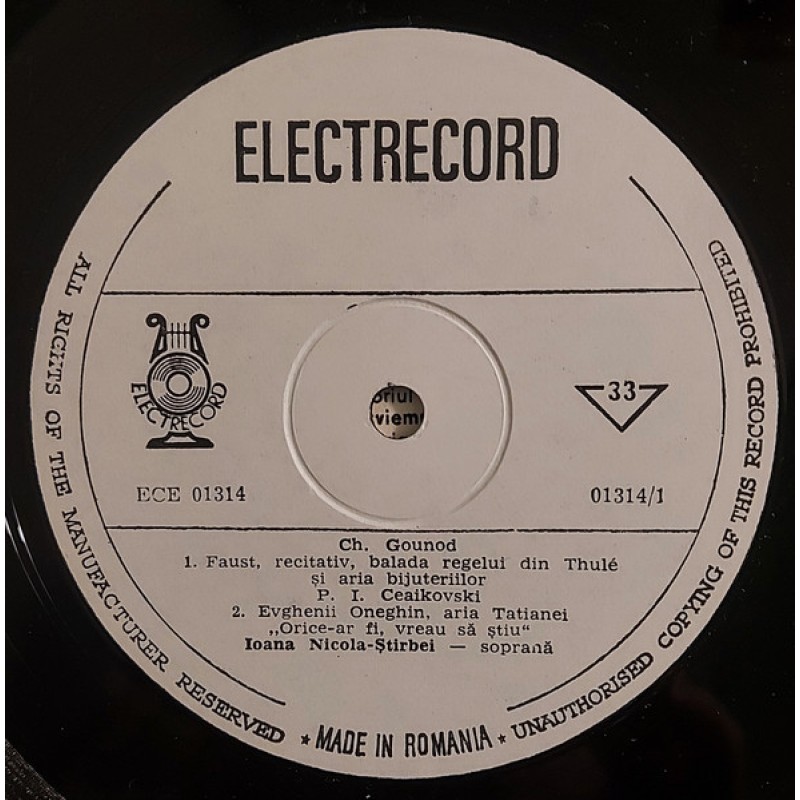 ELECTRECORD
ELECTRECORD
33
oriul
viem
ECE 01314
01314/1
Ch. Gounod
1. Faust, recitativ, balada regelui din Thulé
și aria bijuteriilor
P. I. Ceaikovski
2. Evghenii Oneghin, aria Tatianei
„Orice-ar fi, vreau să știu“
Ioana Nicola-Știrbei — soprană
ALL RIGHTS OF THE MANUFACTURER RESERVED ★ MADE IN ROMANIA ★ UNAUTHORISED COPYING OF THIS RECORD PROHIBITED